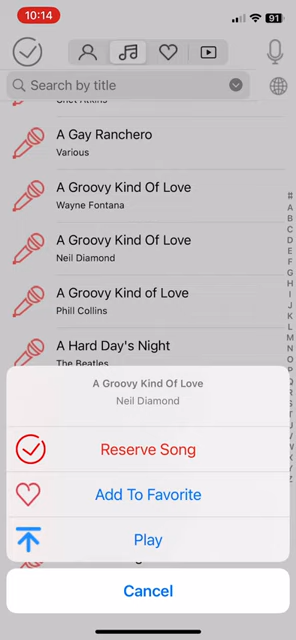 10:14
91
Search by title
Chet Atkins
A Gay Ranchero
Various
A Groovy Kind Of Love
Wayne Fontana
A Groovy Kind Of Love
Neil Diamond
A Groovy Kind of Love
Phill Collins
A Hard Day's Night
The Beatles
#
A
B
C
D
E
F
G
H
I
J
K
L
M
N
O
P
Q
R
S
T
U
V
W
X
Y
Z
A Groovy Kind Of Love
Neil Diamond
Reserve Song
Add To Favorite
Play
Cancel